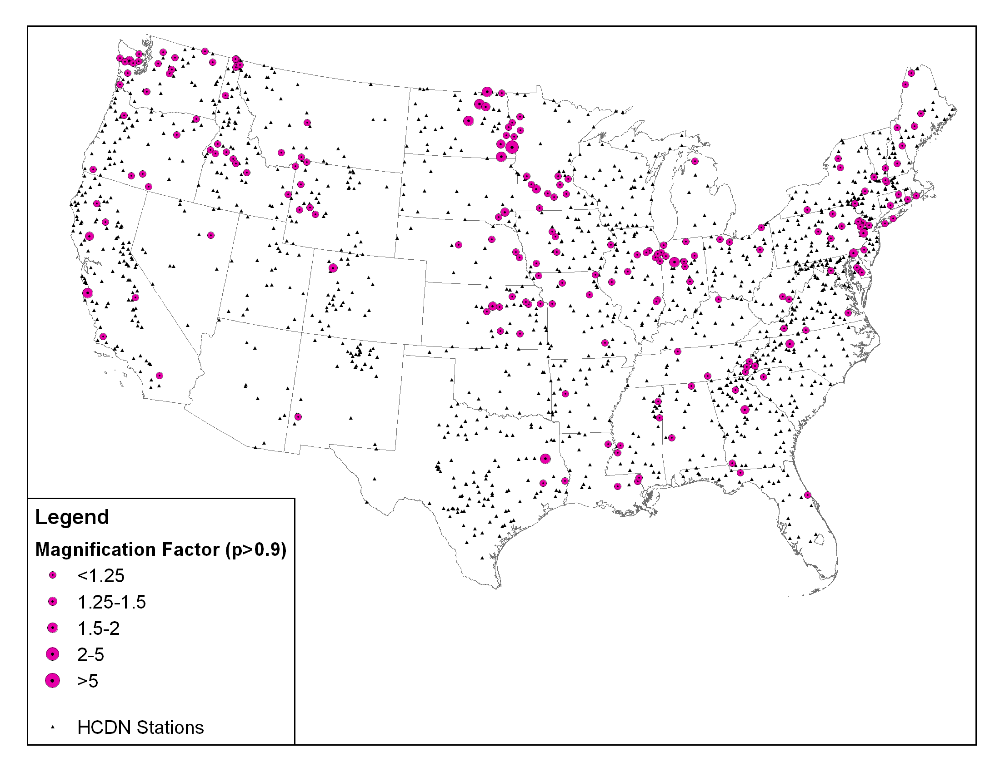 Legend
Magnification Factor (p>0.9)
<1.25
1.25-1.5
1.5-2
2-5
>5
HCDN Stations